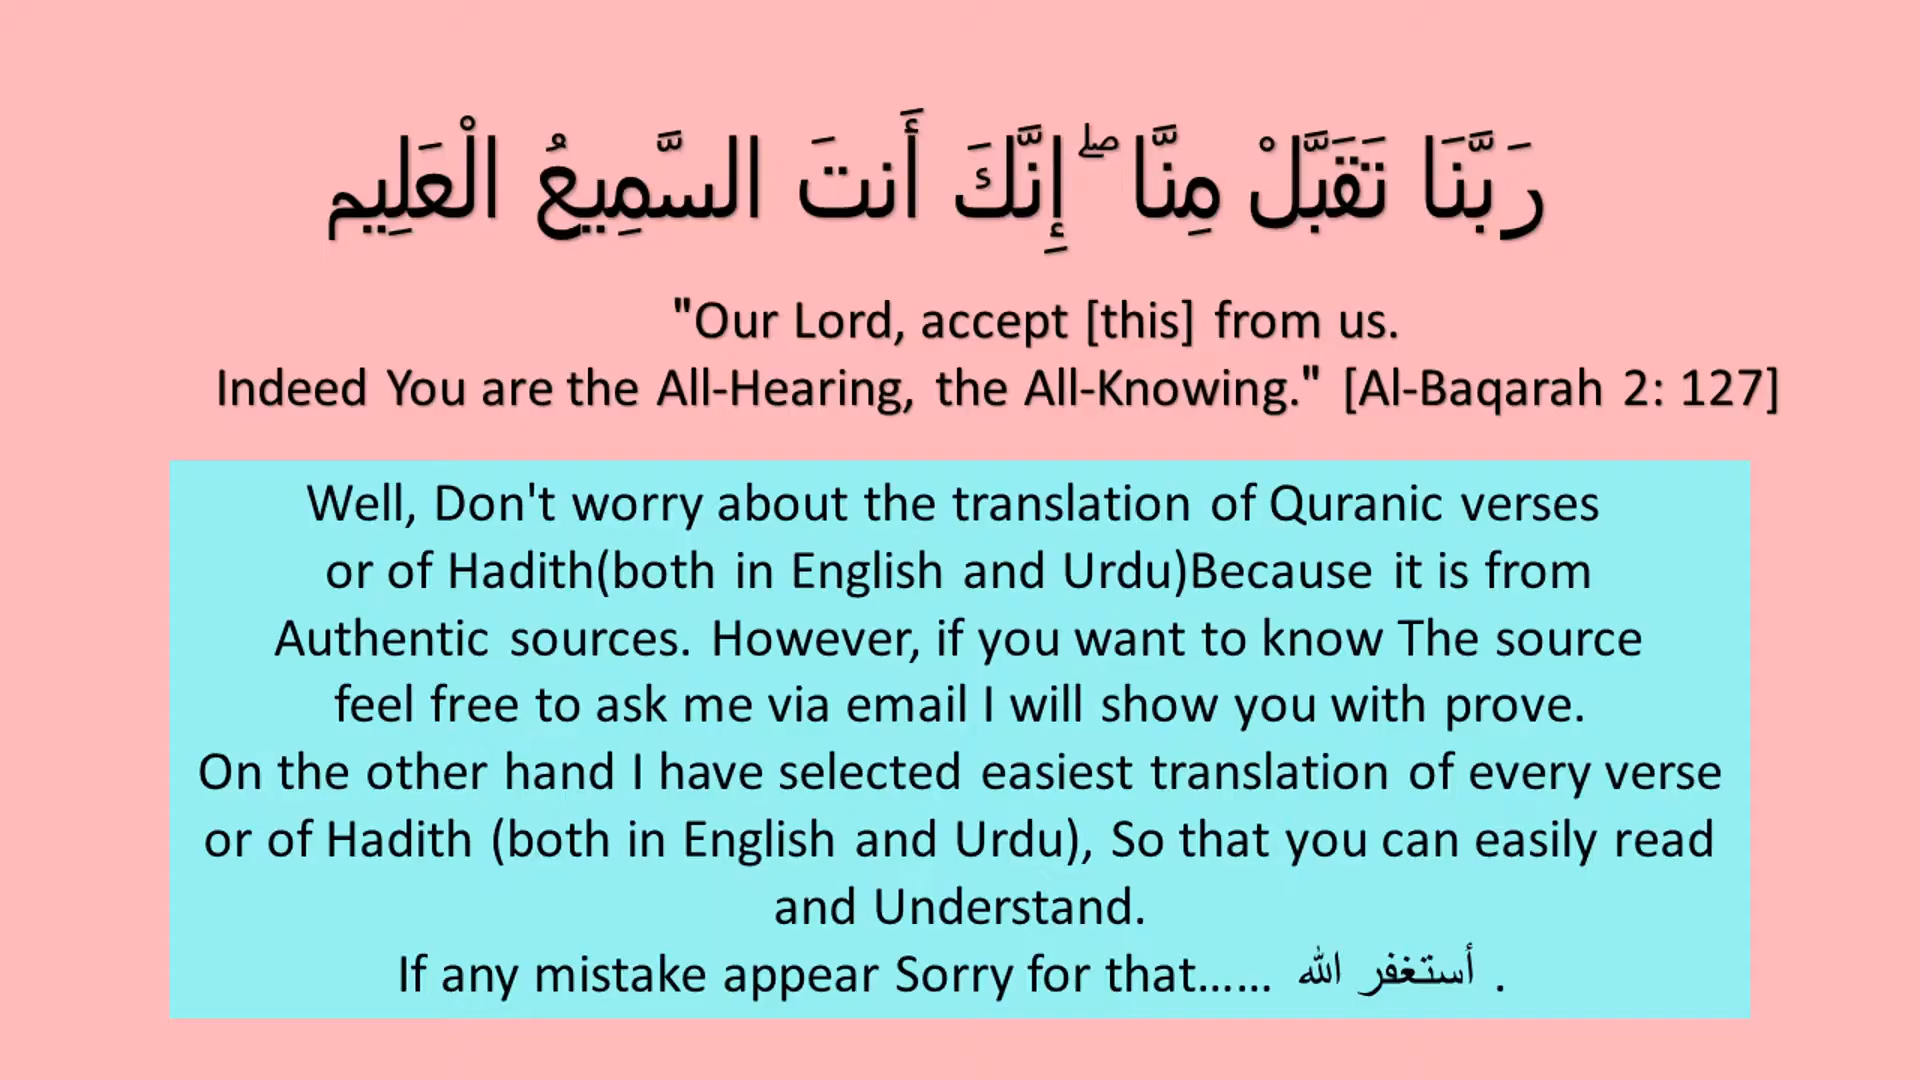 رَبَّنَا تَقَبَّلْ مِنَّا ۖ إِنَّكَ أَنتَ السَّمِيعُ الْعَلِيم
"Our Lord, accept [this] from us.
Indeed You are the All-Hearing, the All-Knowing." [Al-Baqarah 2: 127]
Well, Don't worry about the translation of Quranic verses
or of Hadith(both in English and Urdu)Because it is from
Authentic sources. However, if you want to know The source
feel free to ask me via email I will show you with prove.
On the other hand I have selected easiest translation of every verse
or of Hadith (both in English and Urdu), So that you can easily read
and Understand.
If any mistake appear Sorry for that...... أستغفر الله .